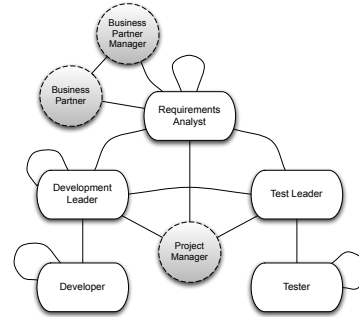 Business
Partner
Manager
Business
Partner
Requirements
Analyst
Development
Leader
Test Leader
Project
Manager
Developer
Tester